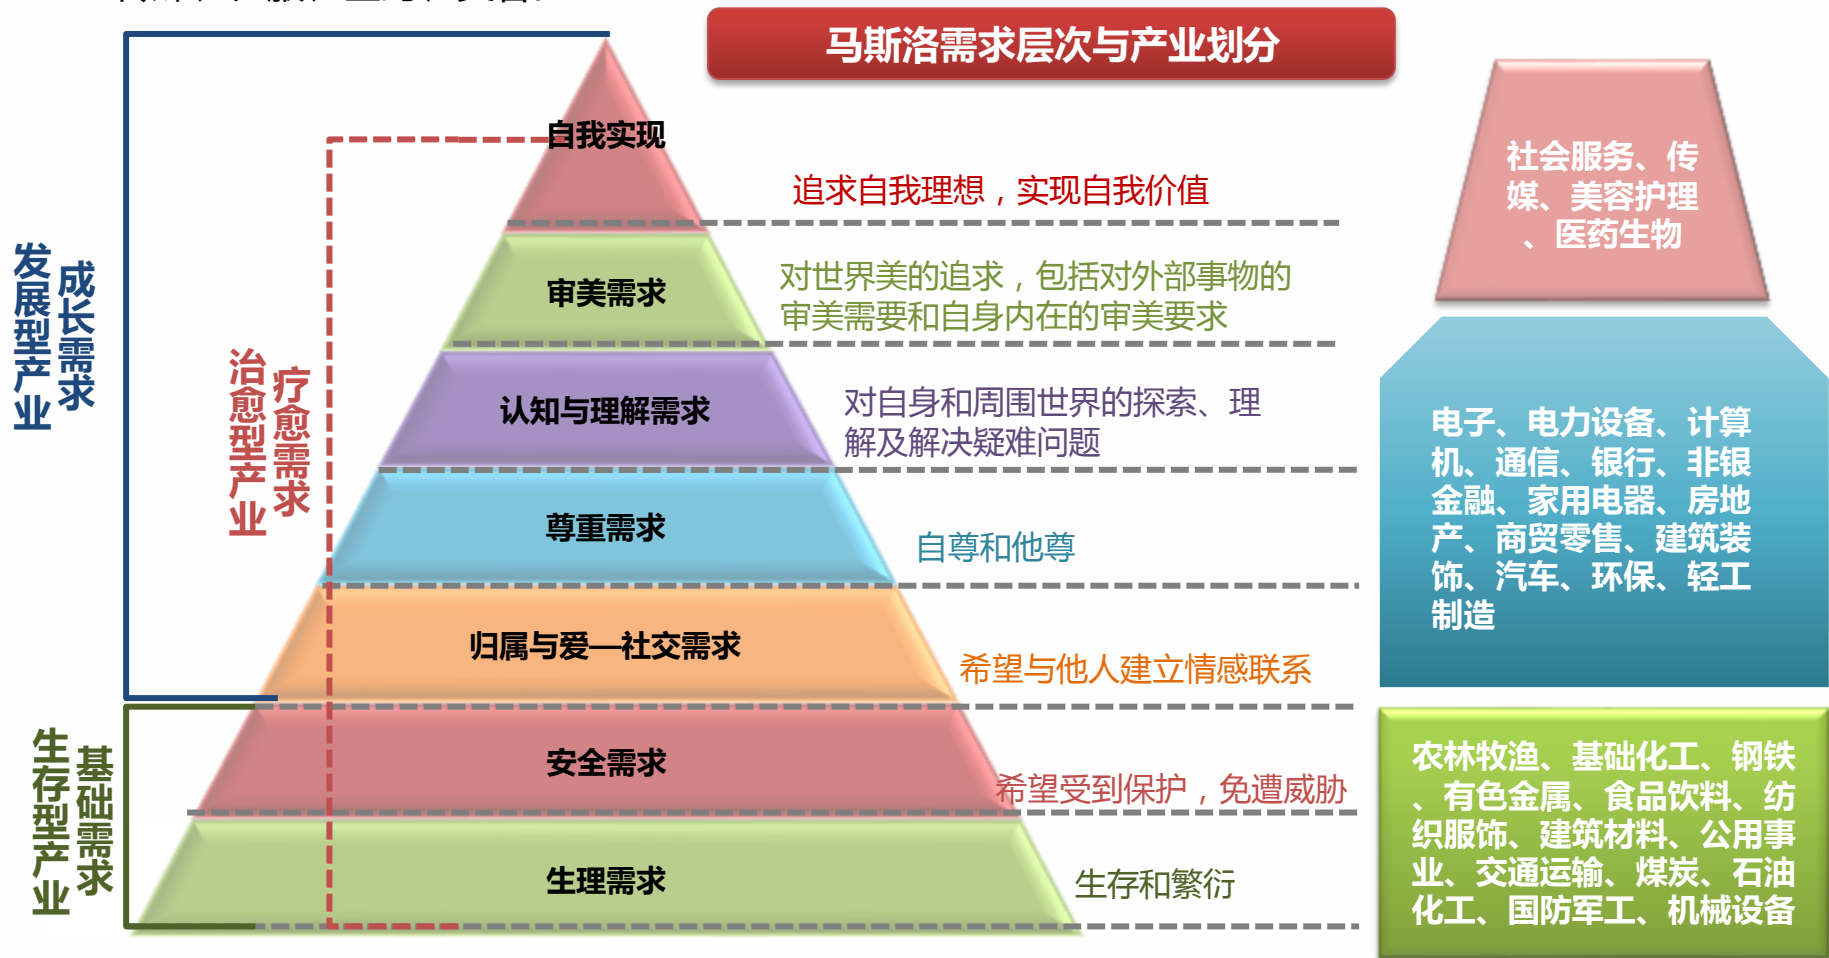 马斯洛需求层次与产业划分
自我实现
追求自我理想，实现自我价值
审美需求
对世界美的追求，包括对外部事物的
审美需要和自身内在的审美要求
认知与理解需求
对自身和周围世界的探索、理
解及解决疑难问题
尊重需求
自尊和他尊
归属与爱—社交需求
希望与他人建立情感联系
安全需求
希望受到保护，免遭威胁
生理需求
生存和繁衍
成长需求
发展型产业
疗愈需求
治愈型产业
基础需求
生存型产业
社会服务、传
媒、美容护理
、医药生物
电子、电力设备、计算
机、通信、银行、非银
金融、家用电器、房地
产、商贸零售、建筑装
饰、汽车、环保、轻工
制造
农林牧渔、基础化工、钢铁
、有色金属、食品饮料、纺
织服饰、建筑材料、公用事
业、交通运输、煤炭、石油
化工、国防军工、机械设备